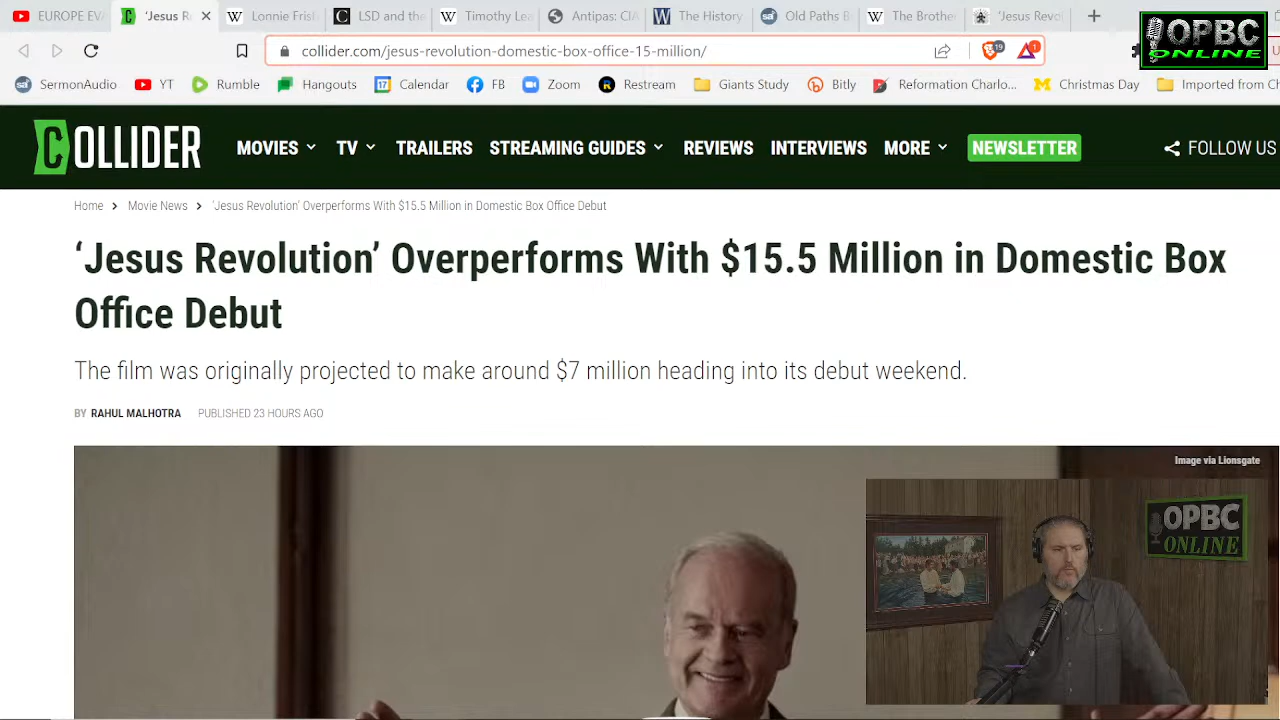 EUROPE EV
'Jesus R
Lonnie Fris
LSD and the
Timothy Lea
Antipas: CIA
The History
Old Paths B
The Brothe
'Jesus Revol
OPBC
ONLINE
collider.com/jesus-revolution-domestic-box-office-15-million/
19
1
SermonAudio
YT
Rumble
Hangouts
17
Calendar
FB
Zoom
Restream
Giants Study
Bitly
Reformation Charlo...
Christmas Day
Imported from Ch
COLLIDER
MOVIES
TV
TRAILERS
STREAMING GUIDES
REVIEWS
INTERVIEWS
MORE
NEWSLETTER
FOLLOW US
Home > Movie News > 'Jesus Revolution' Overperforms With $15.5 Million in Domestic Box Office Debut
'Jesus Revolution' Overperforms With $15.5 Million in Domestic Box
Office Debut
The film was originally projected to make around $7 million heading into its debut weekend.
BY RAHUL MALHOTRA PUBLISHED 23 HOURS AGO
Image via Lionsgate
OPBC
ONLINE